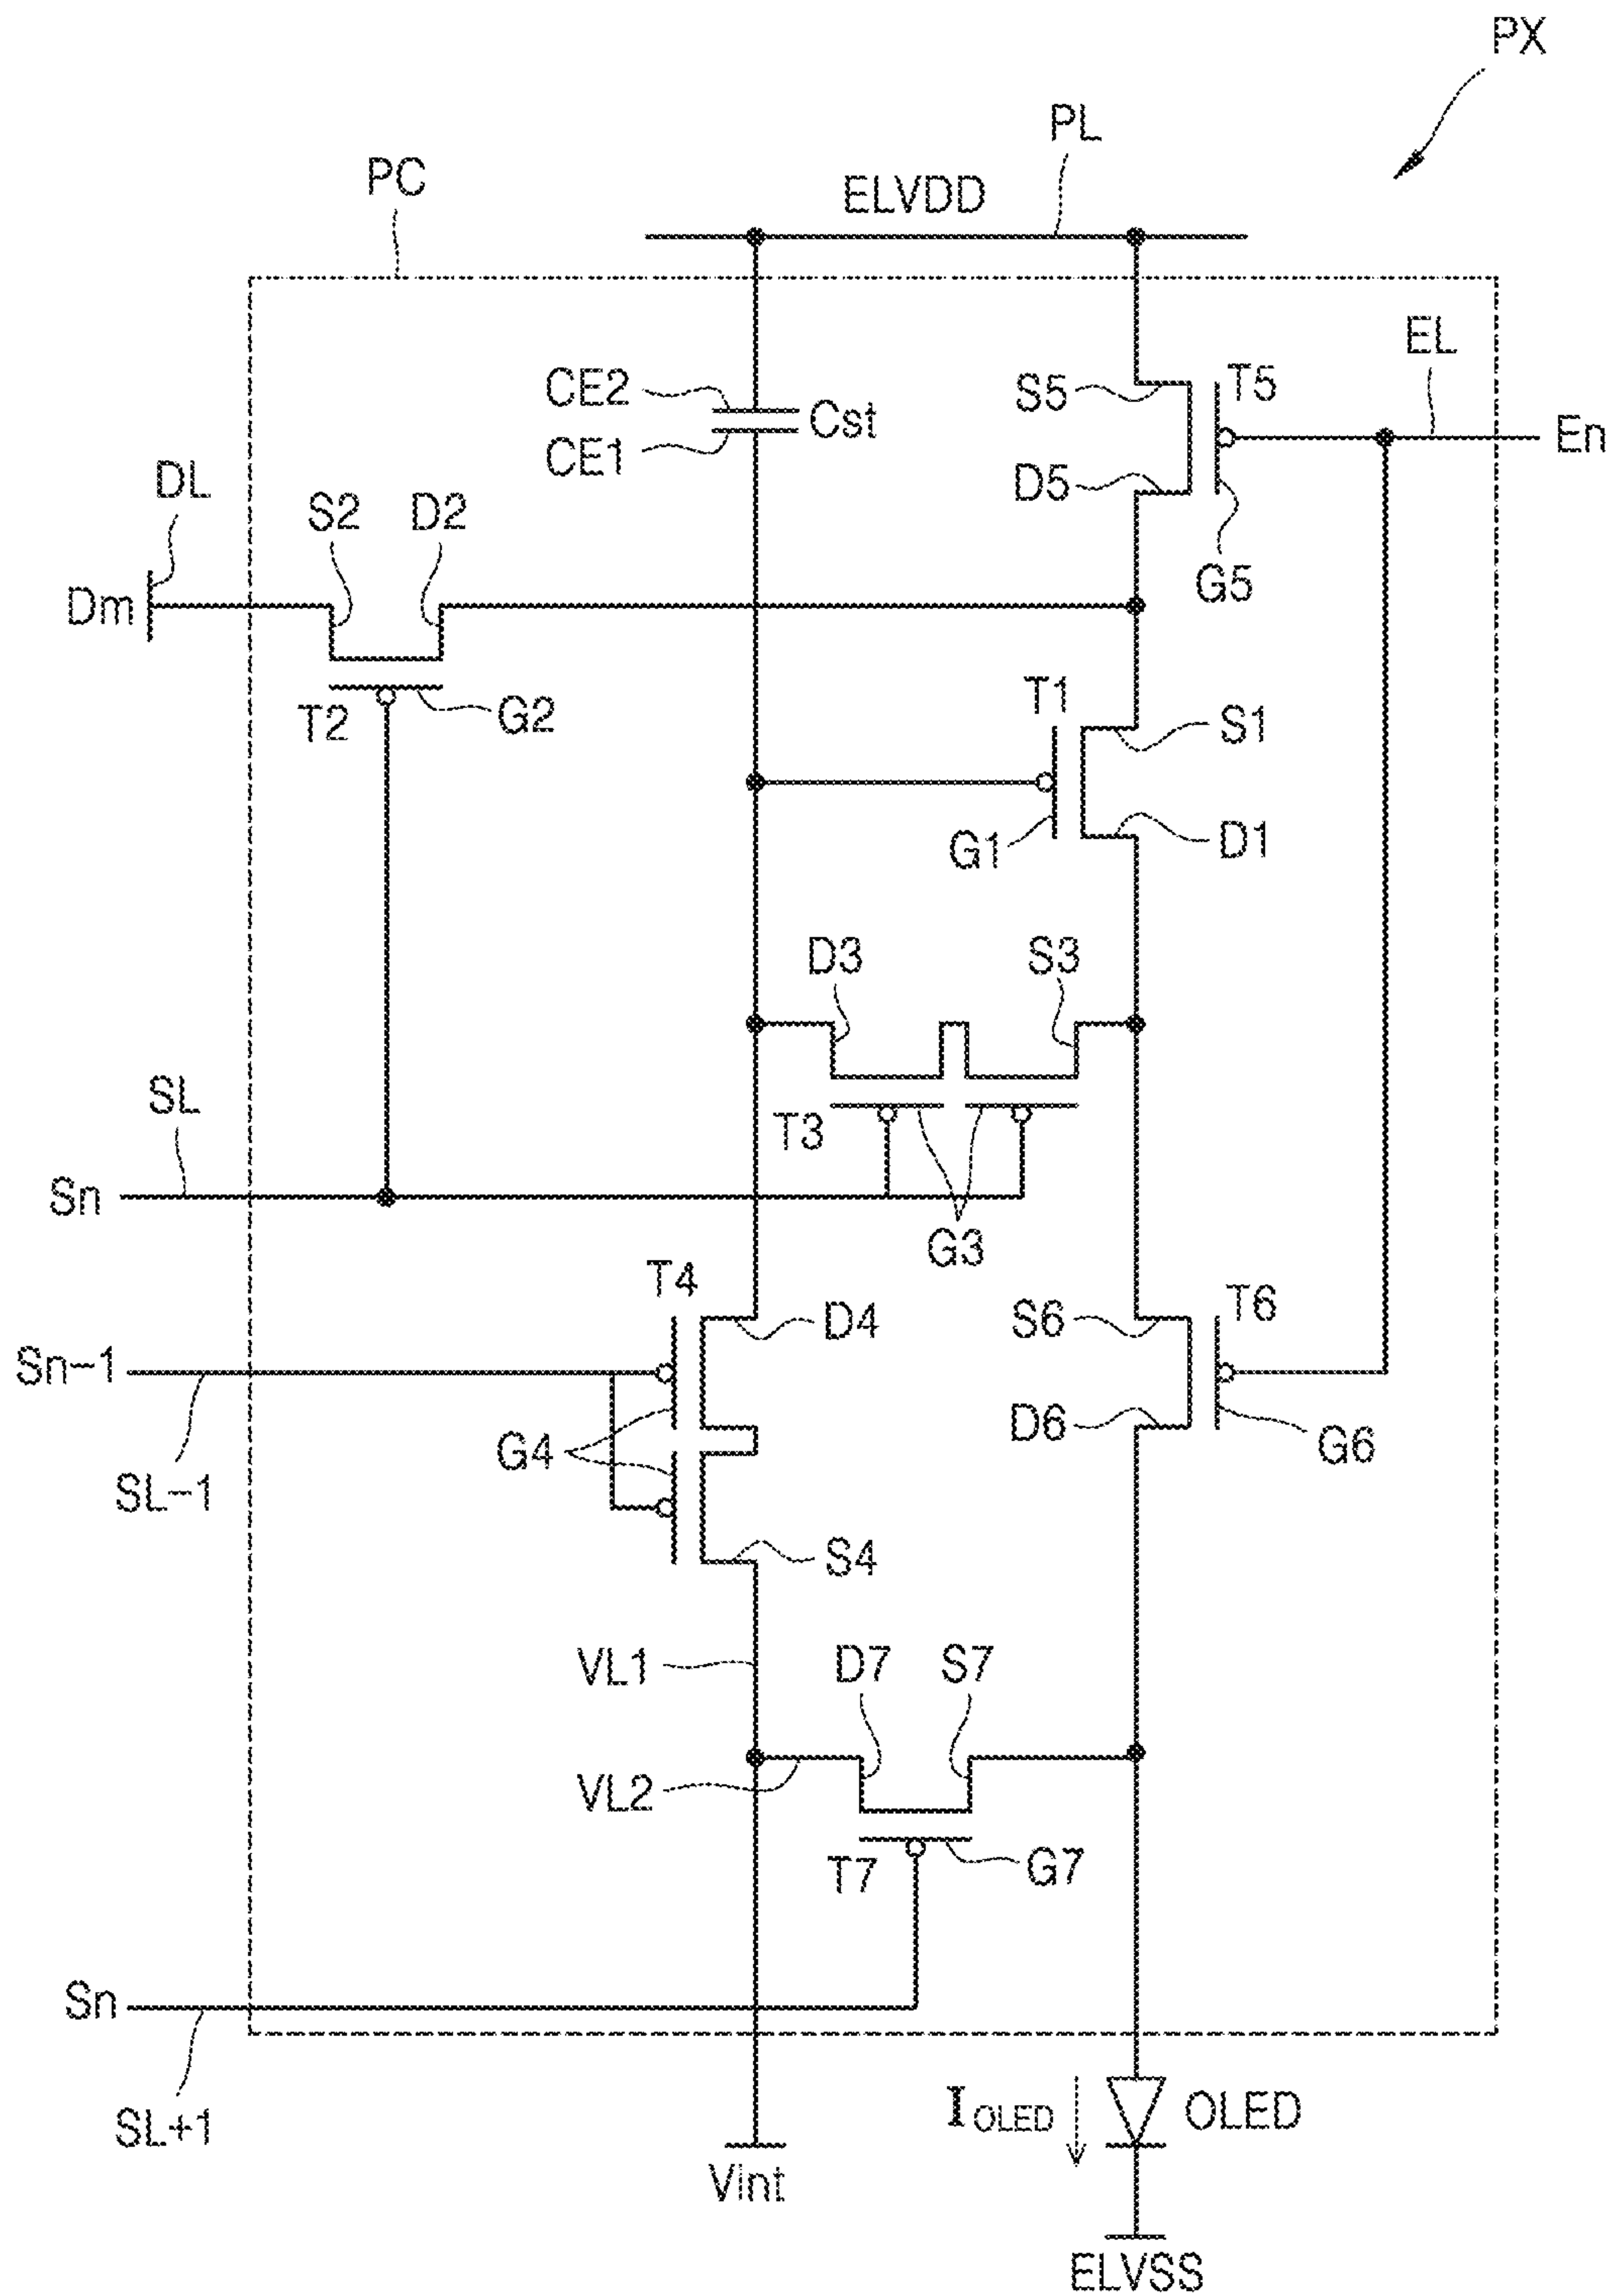 PX
PL
PC
ELVDD
EL
CE2
S5
T5
Cst
En
CE1
DL
D5
S2
D2
G5
Dm
T1
T2
G2
S1
G1
D1
D3
S3
SL
T3
Sn
G3
T4
D4
S6
T6
Sn-1
D6
G4
G6
SL-1
S4
VL1
D7
S7
VL2
T7
G7
Sn
SL+1
I OLED
OLED
Vint
ELVSS